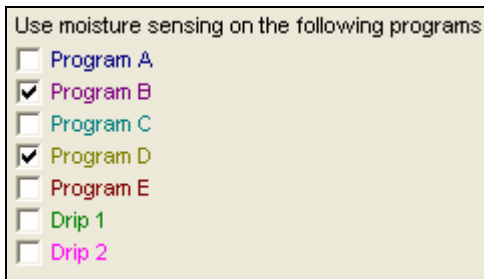 Use moisture sensing on the following programs
Program A
Program B
Program C
Program D
Program E
Drip 1
Drip 2